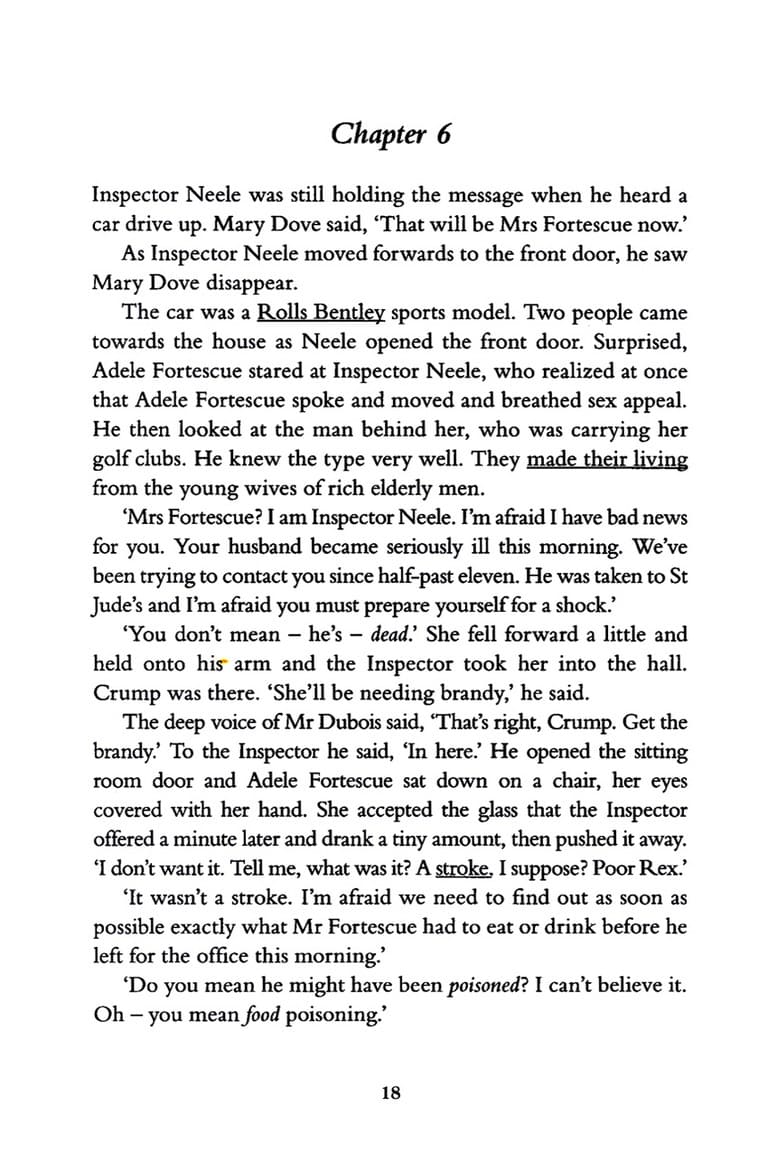 Chapter 6
Inspector Neele was still holding the message when he heard a
car drive up. Mary Dove said, ‘That will be Mrs Fortescue now.’
As Inspector Neele moved forwards to the front door, he saw
Mary Dove disappear.
The car was a Rolls Bentley sports model. Two people came
towards the house as Neele opened the front door. Surprised,
Adele Fortescue stared at Inspector Neele, who realized at once
that Adele Fortescue spoke and moved and breathed sex appeal.
He then looked at the man behind her, who was carrying her
golf clubs. He knew the type very well. They made their living
from the young wives of rich elderly men.
‘Mrs Fortescue? I am Inspector Neele. I’m afraid I have bad news
for you. Your husband became seriously ill this morning. We’ve
been trying to contact you since half-past eleven. He was taken to St
Jude’s and I’m afraid you must prepare yourself for a shock.’
‘You don’t mean – he’s – dead.’ She fell forward a little and
held onto his arm and the Inspector took her into the hall.
Crump was there. ‘She’ll be needing brandy,’ he said.
The deep voice of Mr Dubois said, ‘That’s right, Crump. Get the
brandy.’ To the Inspector he said, ‘In here.’ He opened the sitting
room door and Adele Fortescue sat down on a chair, her eyes
covered with her hand. She accepted the glass that the Inspector
offered a minute later and drank a tiny amount, then pushed it away.
‘I don’t want it. Tell me, what was it? A stroke, I suppose? Poor Rex.’
‘It wasn’t a stroke. I’m afraid we need to find out as soon as
possible exactly what Mr Fortescue had to eat or drink before he
left for the office this morning.’
‘Do you mean he might have been poisoned? I can’t believe it.
Oh – you mean food poisoning.’
18